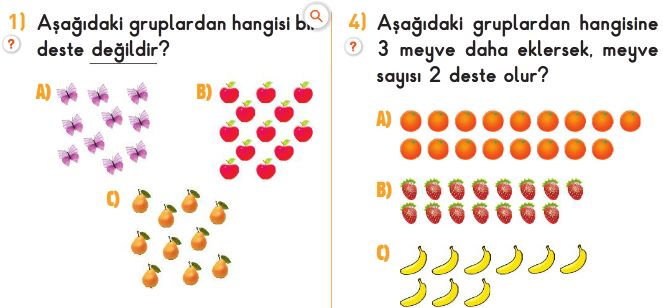 1) Aşağıdaki gruplardan hangisi bir
? deste değildir?
A)
B)
C)
4) Aşağıdaki gruplardan hangisine
? 3 meyve daha eklersek, meyve
sayısı 2 deste olur?
A)
B)
C)